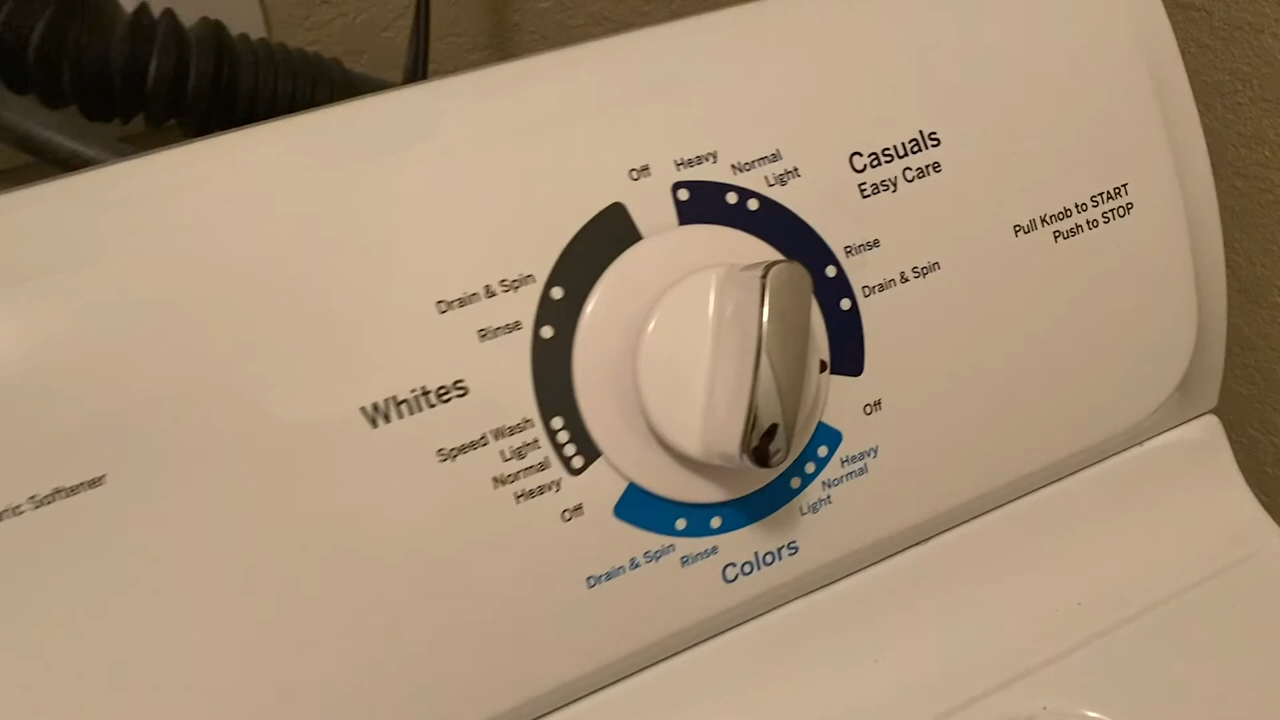 Off
Heavy
Normal
Light
Casuals
Easy Care
Rinse
Drain & Spin
Pull Knob to START
Push to STOP
Off
Heavy
Normal
Light
Colors
Rinse
Drain & Spin
Off
Heavy
Normal
Light
Speed Wash
Whites
Rinse
Drain & Spin
Softener